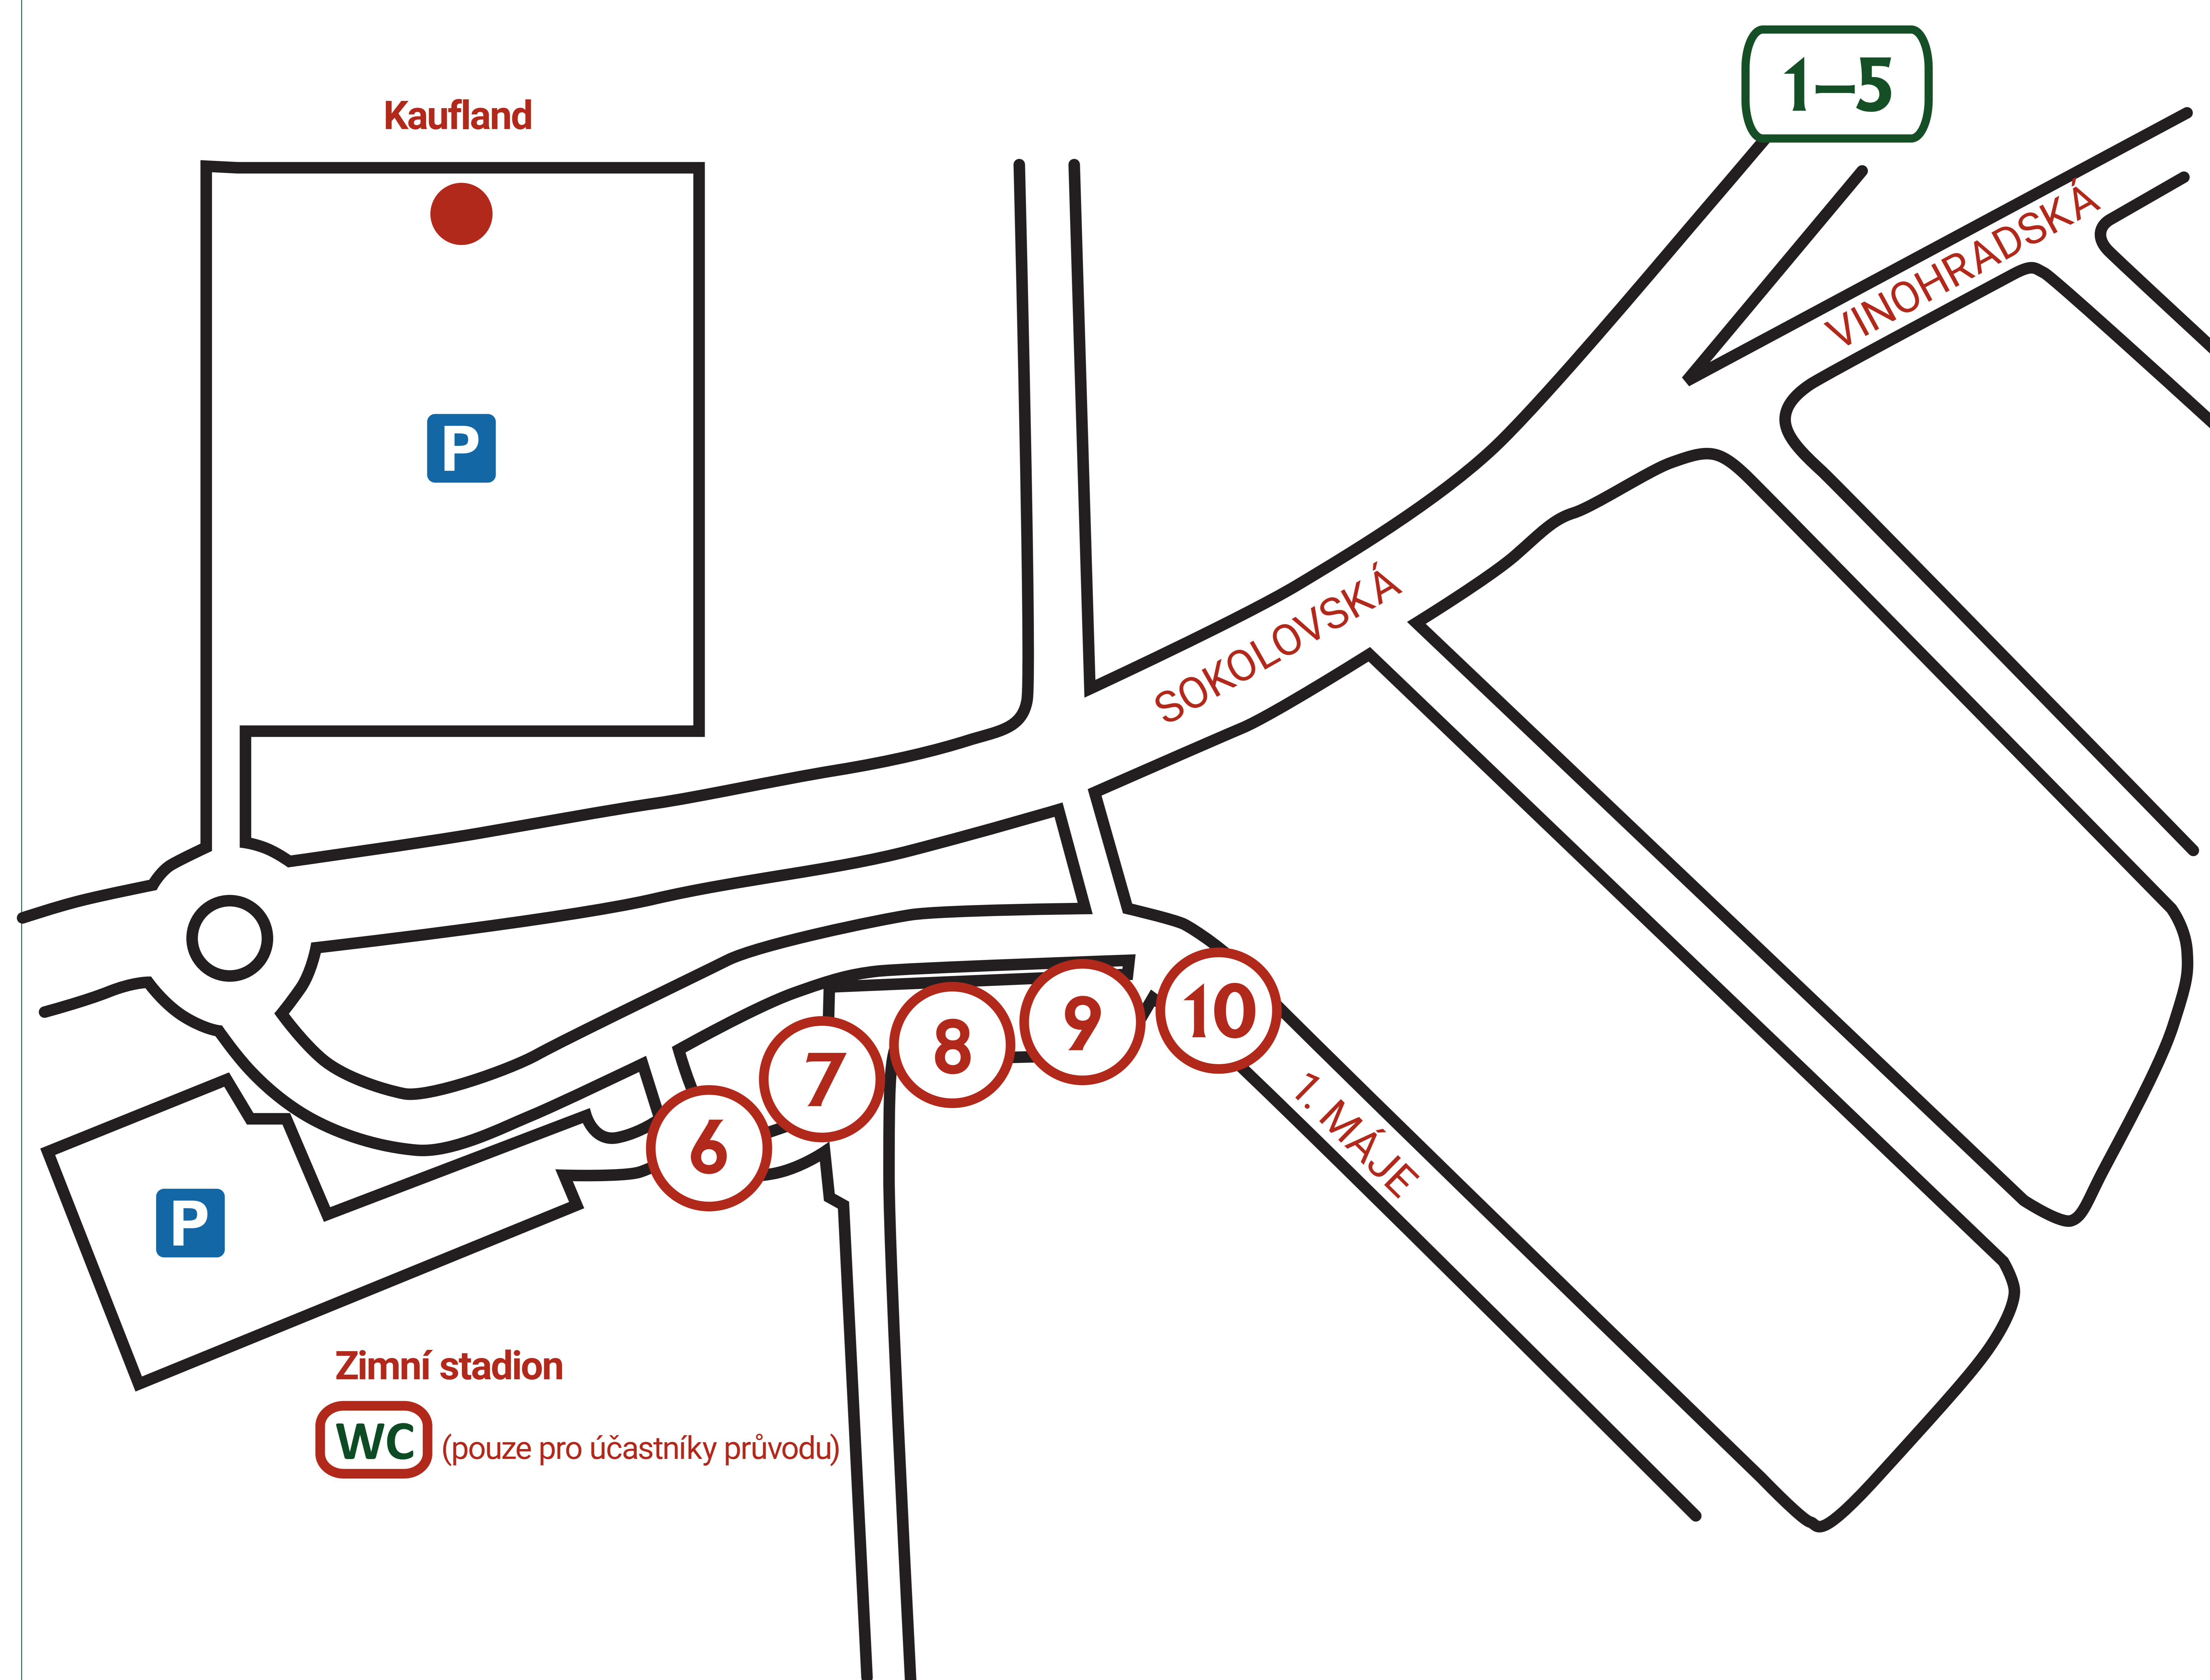 1–5
Kaufland
VINOHRADSKÁ
P
SOKOLOVSKÁ
10
9
8
7
6
1. MÁJE
P
Zimní stadion
WC (pouze pro účastníky průvodu)